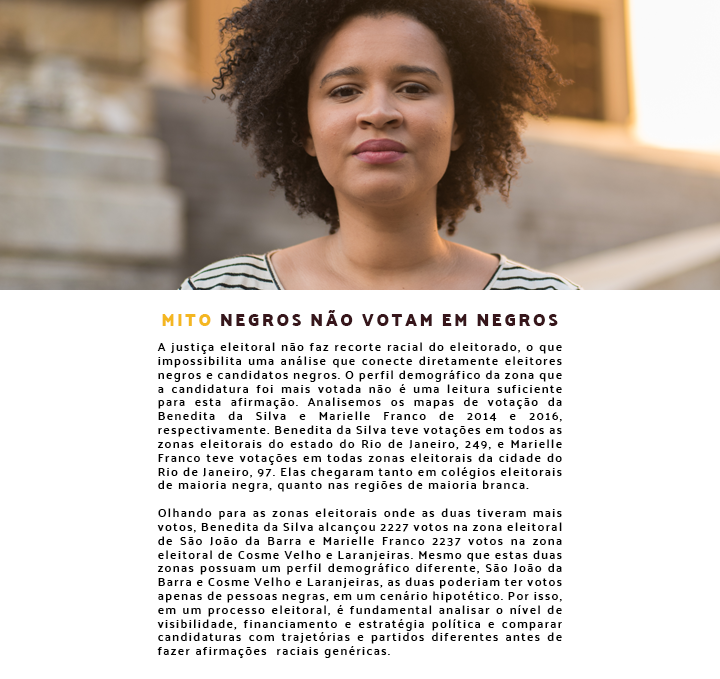 MITO NEGROS NÃO VOTAM EM NEGROS
A justiça eleitoral não faz recorte racial do eleitorado, o que
impossibilita uma análise que conecte diretamente eleitores
negros e candidatos negros. O perfil demográfico da zona que
a candidatura foi mais votada não é uma leitura suficiente
para esta afirmação. Analisemos os mapas de votação da
Benedita da Silva e Marielle Franco de 2014 e 2016,
respectivamente. Benedita da Silva teve votações em todos as
zonas eleitorais do estado do Rio de Janeiro, 249, e Marielle
Franco teve votações em todas zonas eleitorais da cidade do
Rio de Janeiro, 97. Elas chegaram tanto em colégios eleitorais
de maioria negra, quanto nas regiões de maioria branca.
Olhando para as zonas eleitorais onde as duas tiveram mais
votos, Benedita da Silva alcançou 2227 votos na zona eleitoral
de São João da Barra e Marielle Franco 2237 votos na zona
eleitoral de Cosme Velho e Laranjeiras. Mesmo que estas duas
zonas possuam um perfil demográfico diferente, São João da
Barra e Cosme Velho e Laranjeiras, as duas poderiam ter votos
apenas de pessoas negras, em um cenário hipotético. Por isso,
em um processo eleitoral, é fundamental analisar o nível de
visibilidade, financiamento e estratégia política e comparar
candidaturas com trajetórias e partidos diferentes antes de
fazer afirmações  raciais genéricas.